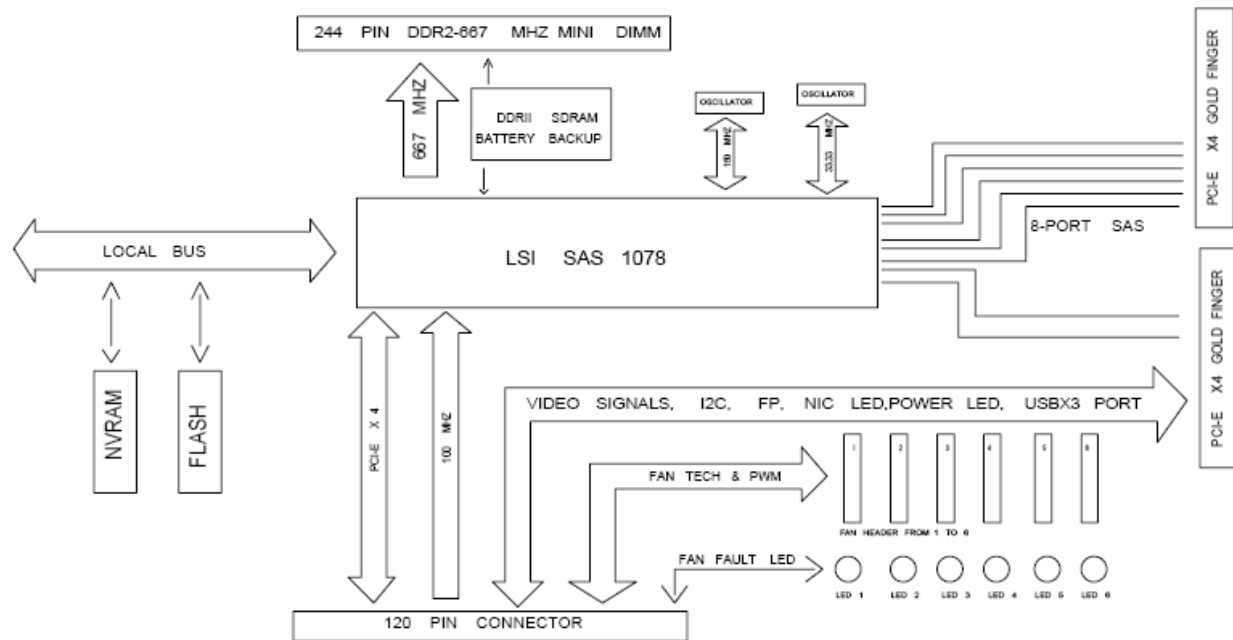 244 PIN DDR2-667 MHZ MINI DIMM
667 MHZ
DDRII SDRAM
BATTERY BACKUP
OSCILLATOR
OSCILLATOR
150 MHZ
33.33 MHZ
PCI-E X4 GOLD FINGER
8-PORT SAS
LOCAL BUS
LSI SAS 1078
PCI-E X4 GOLD FINGER
NVRAM
FLASH
PCI-E X 4
100 MHZ
VIDEO SIGNALS, I2C, FP, NIC LED,POWER LED, USBX3 PORT
FAN TECH & PWM
1 2 3 4 5 6
FAN HEADER FROM 1 TO 6
FAN FAULT LED
LED 1 LED 2 LED 3 LED 4 LED 5 LED 6
120 PIN CONNECTOR